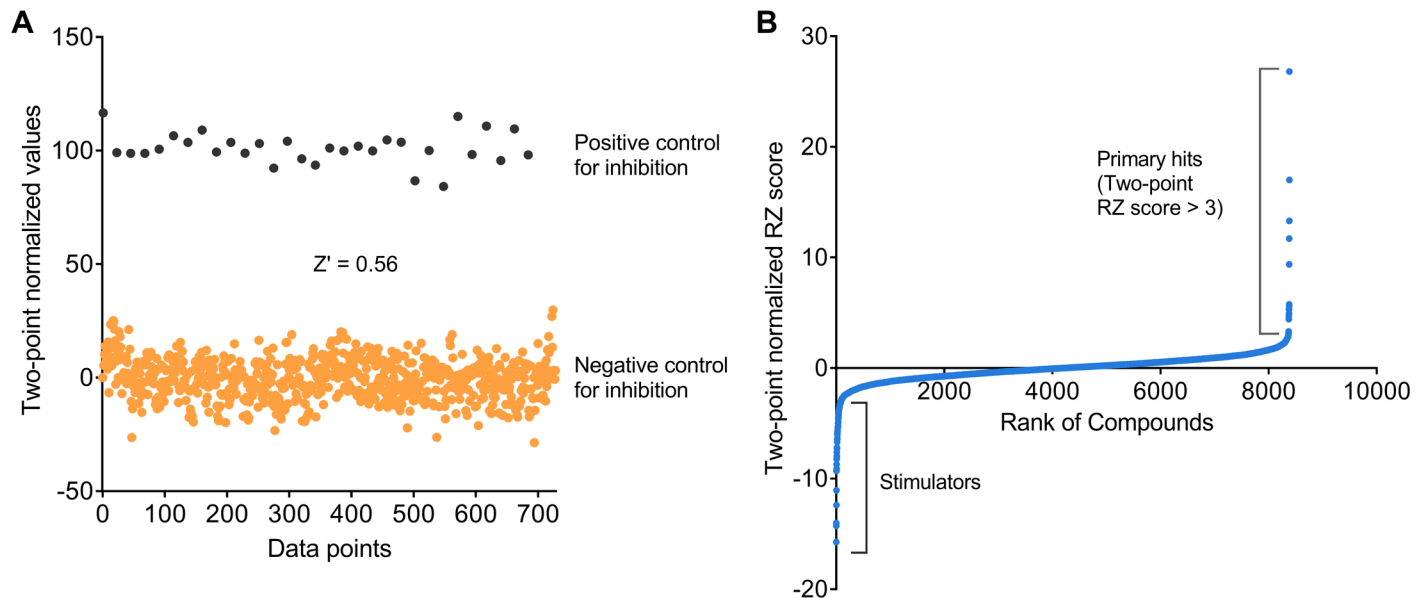 A
150
100
50
0
-50
Two-point normalized values
0
100
200
300
400
500
600
700
Data points
Z' = 0.56
Positive control
for inhibition
Negative control
for inhibition
B
30
20
10
0
-10
-20
Two-point normalized RZ score
2000
4000
6000
8000
10000
Rank of Compounds
Primary hits
(Two-point
RZ score > 3)
Stimulators